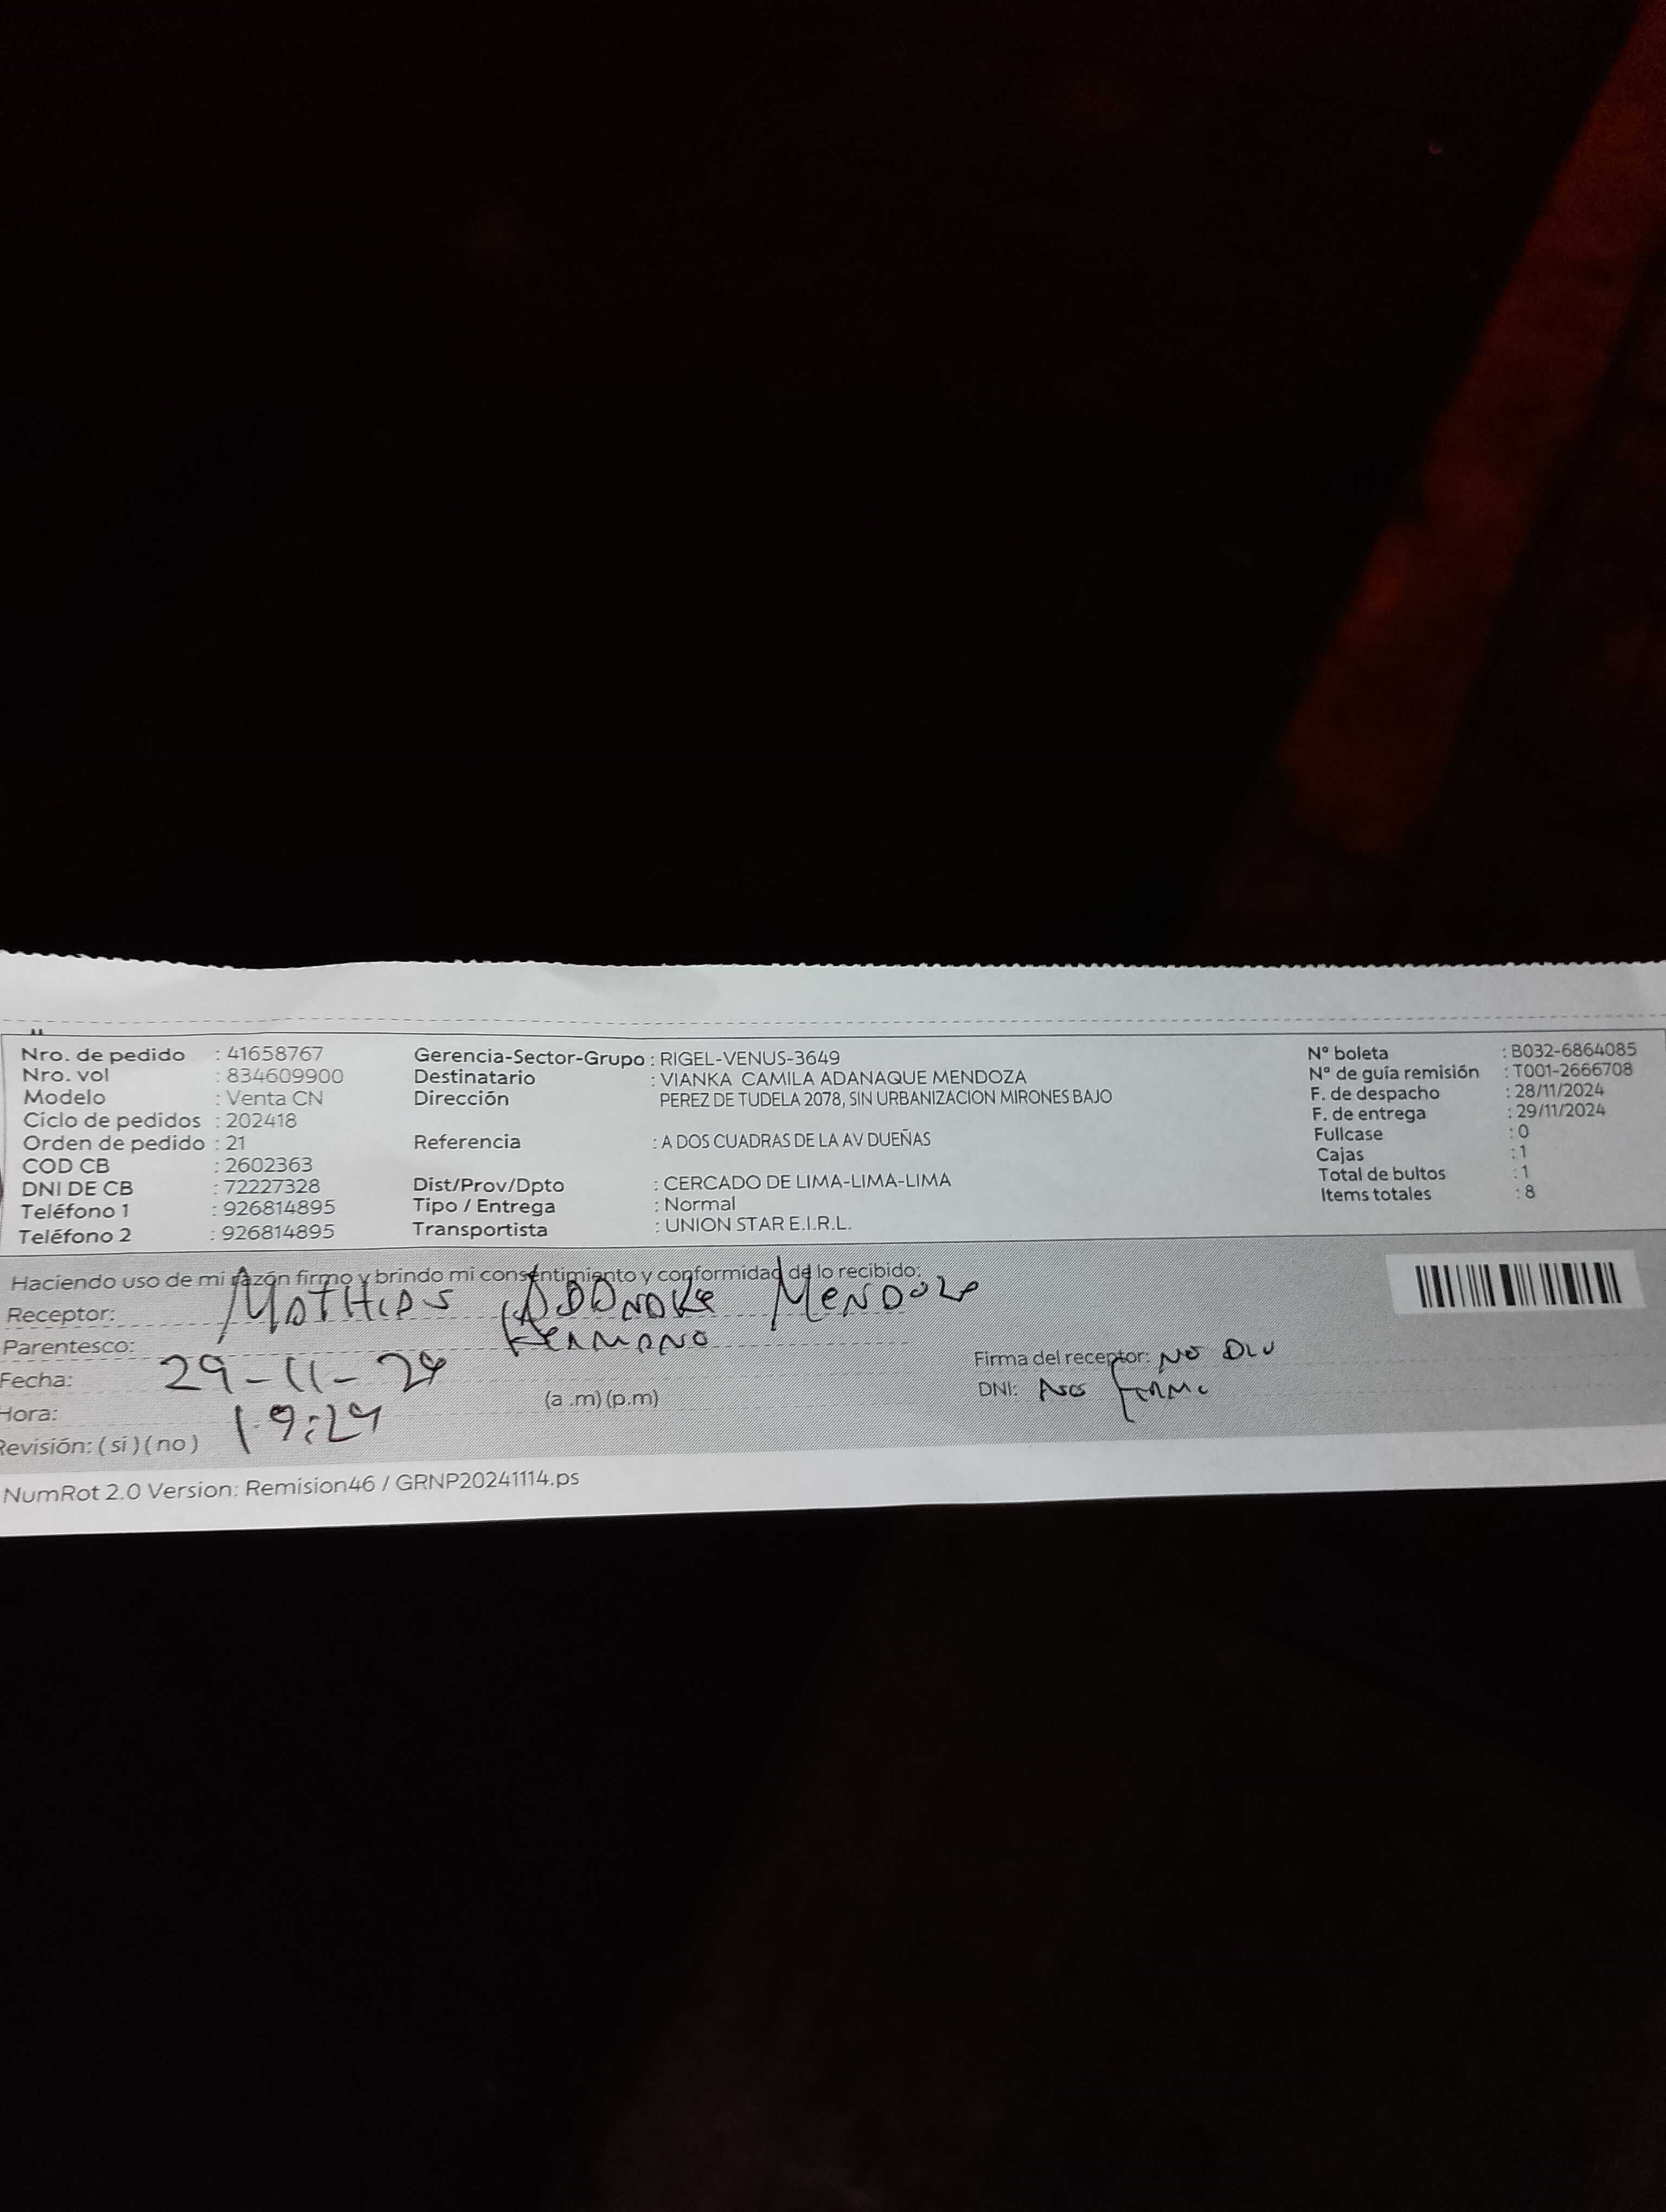 Nro. de pedido : 41658767
Nro. vol : 834609900
Modelo : Venta CN
Ciclo de pedidos : 202418
Orden de pedido : 21
COD CB : 2602363
DNI DE CB : 72227328
Teléfono 1 : 926814895
Teléfono 2 : 926814895
Gerencia-Sector-Grupo : RIGEL-VENUS-3649
Destinatario : VIANKA CAMILA ADANAQUE MENDOZA
Dirección PEREZ DE TUDELA 2078, SIN URBANIZACION MIRONES BAJO
Referencia : A DOS CUADRAS DE LA AV DUEÑAS
Dist/Prov/Dpto : CERCADO DE LIMA-LIMA-LIMA
Tipo / Entrega : Normal
Transportista : UNION STAR E.I.R.L.
N° boleta : B032-6864085
N° de guía remisión : T001-2666708
F. de despacho : 28/11/2024
F. de entrega : 29/11/2024
Fullcase : 0
Cajas : 1
Total de bultos : 1
Items totales : 8
Haciendo uso de mi razón firmo y brindo mi consentimiento y conformidad de lo recibido:
Receptor: Mathias Mendoza
Parentesco: Hermano
Fecha: 29-11-24
Hora: 19:24 (a .m) (p.m)
Revisión: ( si ) ( no )
Firma del receptor: NO
DNI:
NumRot 2.0 Version: Remision46 / GRNP20241114.ps